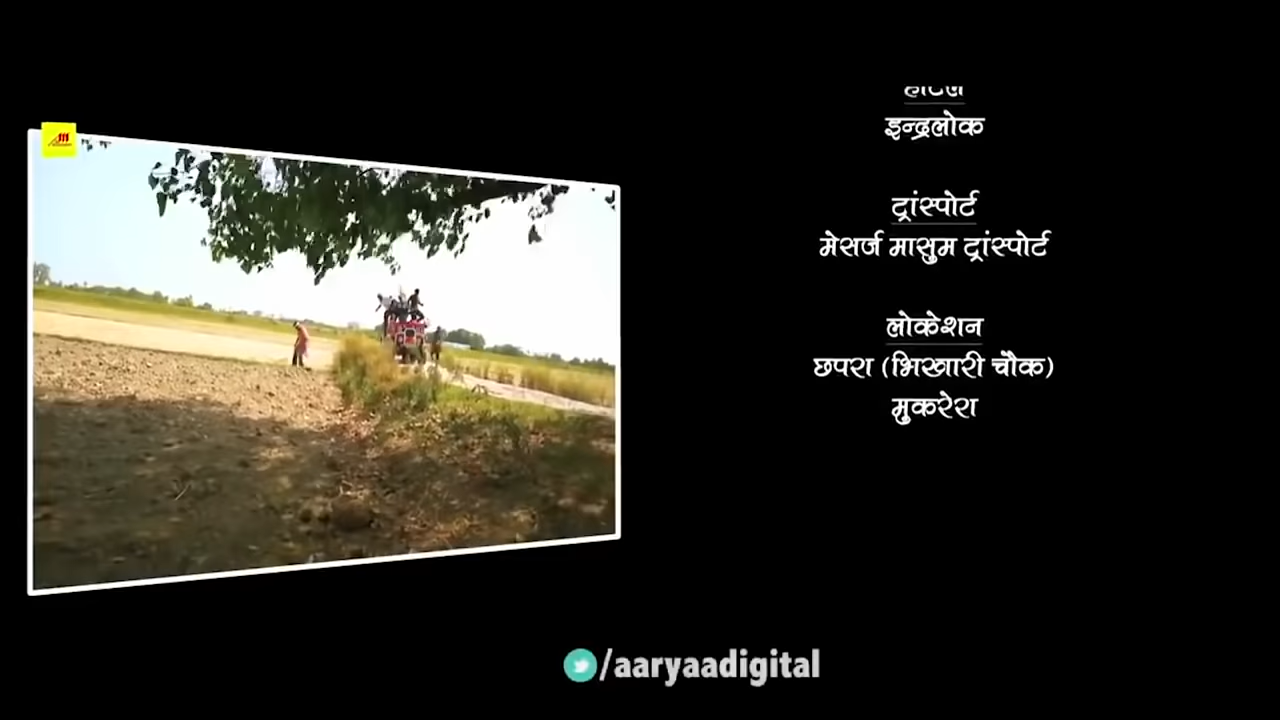 इन्द्रलोक
ट्रांस्पोर्ट
मेसर्ज मासुम ट्रांस्पोर्ट
लोकेशन
छपरा (भिखारी चौक)
मुकरेरा
/aaryaadigital